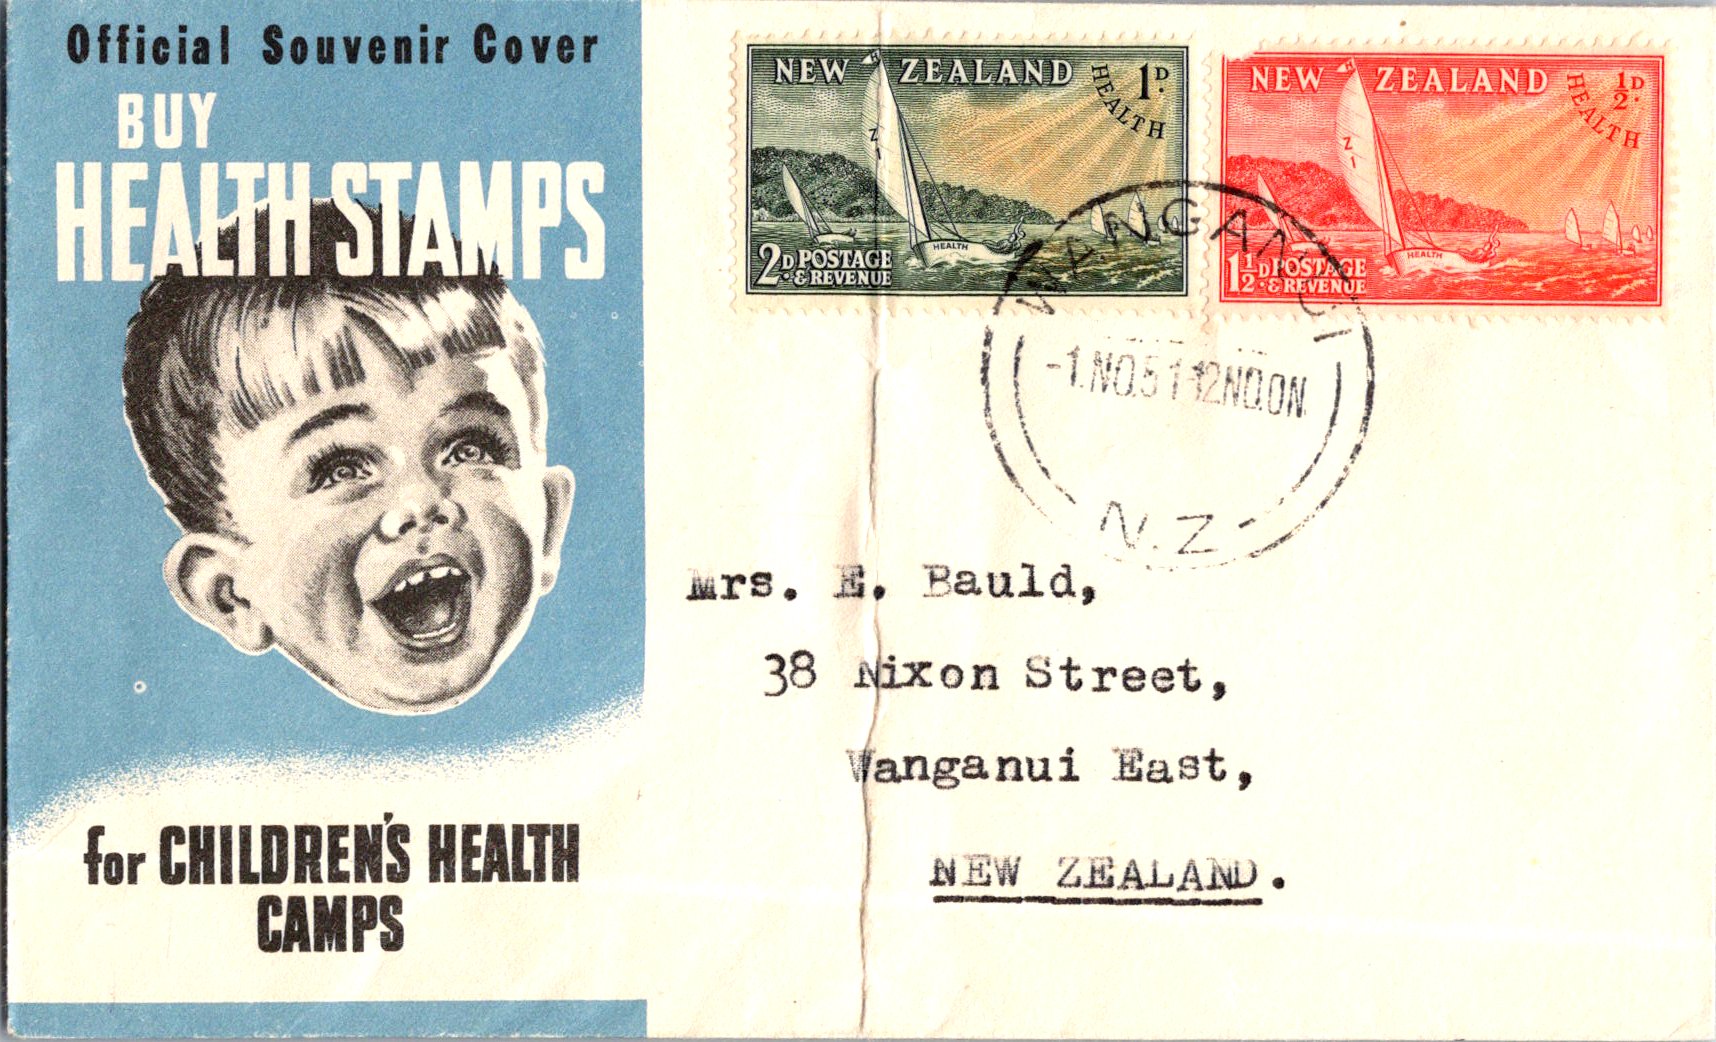 Official Souvenir Cover
BUY
HEALTH STAMPS
for CHILDREN'S HEALTH
CAMPS
NEW ZEALAND
1D.
HEALTH
H
Z
1
HEALTH
2D. POSTAGE
& REVENUE
NEW ZEALAND
½D.
HEALTH
H
Z
1
HEALTH
1½D. POSTAGE
& REVENUE
WANGANUI
-1.NO.51-12NOON
N.Z-
Mrs. E. Bauld,
38 Nixon Street,
Wanganui East,
NEW ZEALAND.